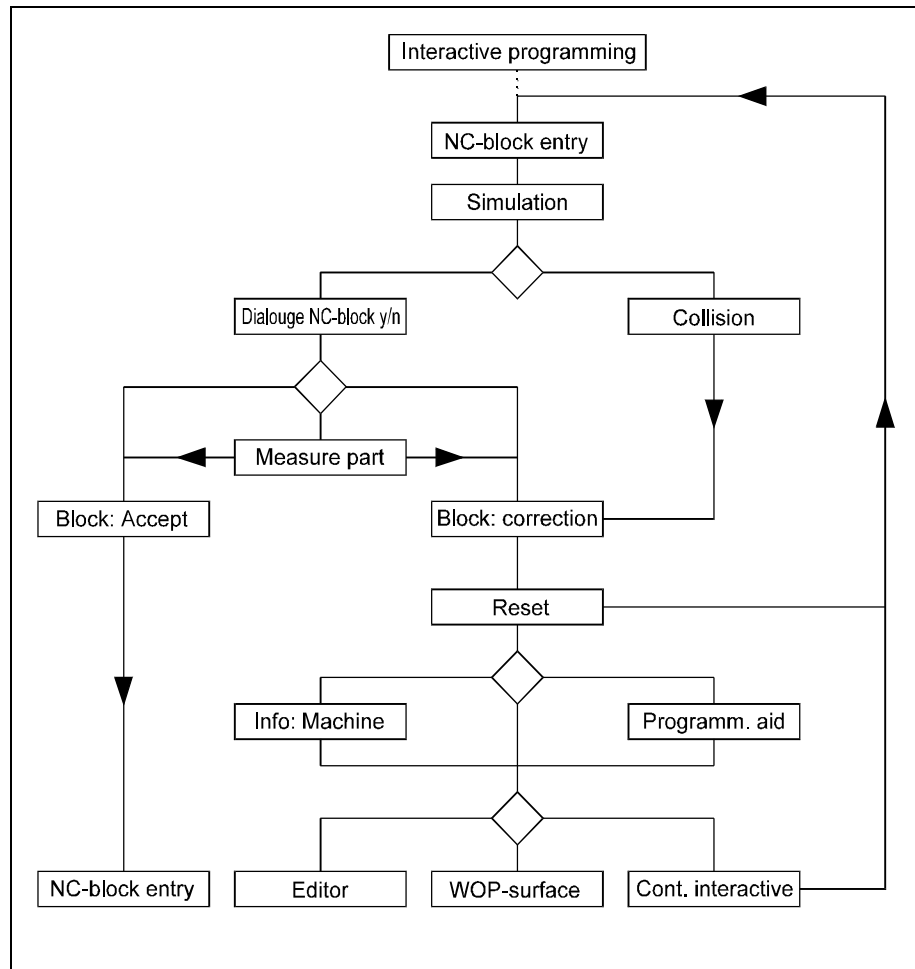 Interactive programming
NC-block entry
Simulation
Dialouge NC-block y/n
Collision
Measure part
Block: Accept
Block: correction
Reset
Info: Machine
Programm. aid
NC-block entry
Editor
WOP-surface
Cont. interactive